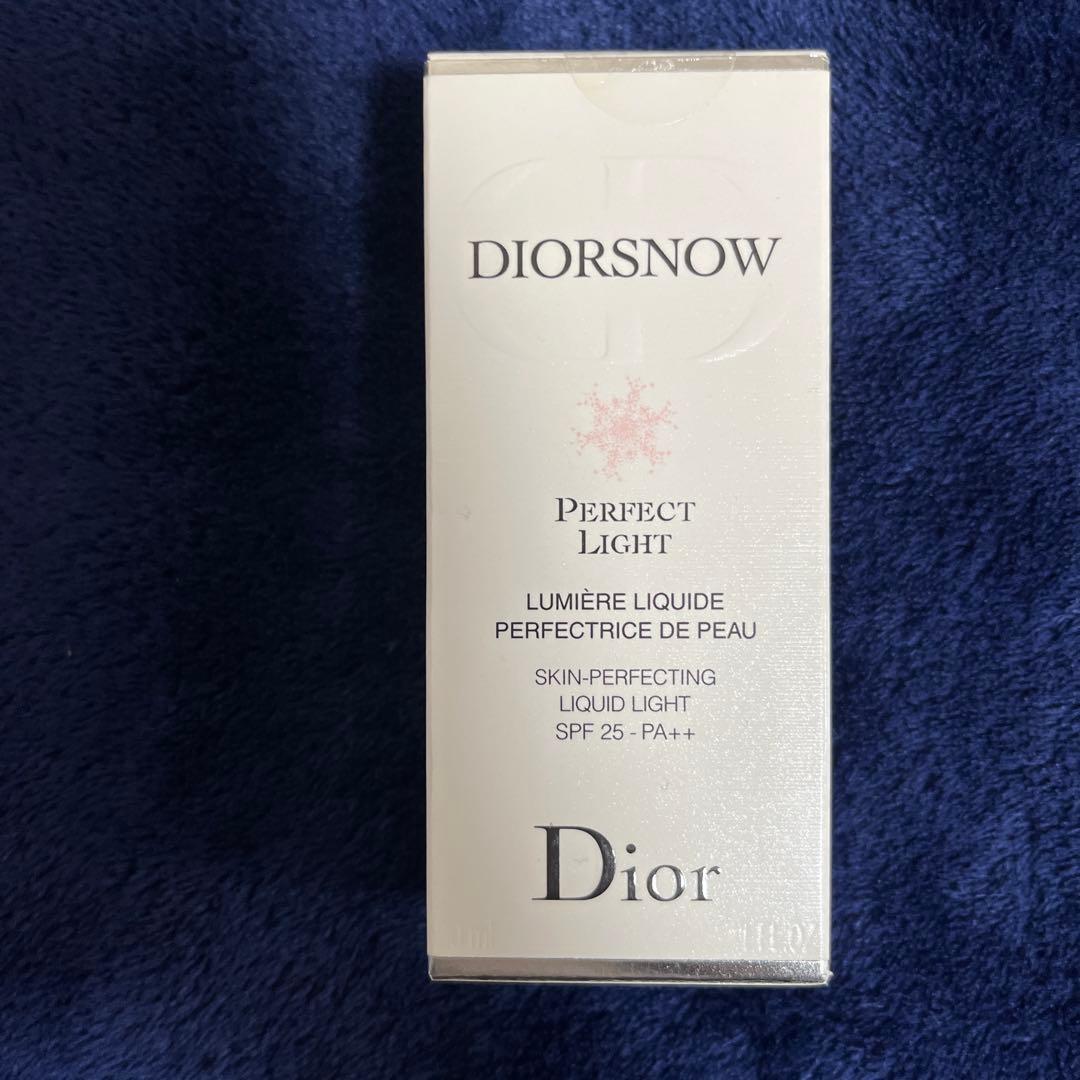 DIORSNOW
PERFECT
LIGHT
LUMIÈRE LIQUIDE
PERFECTRICE DE PEAU
SKIN-PERFECTING
LIQUID LIGHT
SPF 25 - PA++
Dior